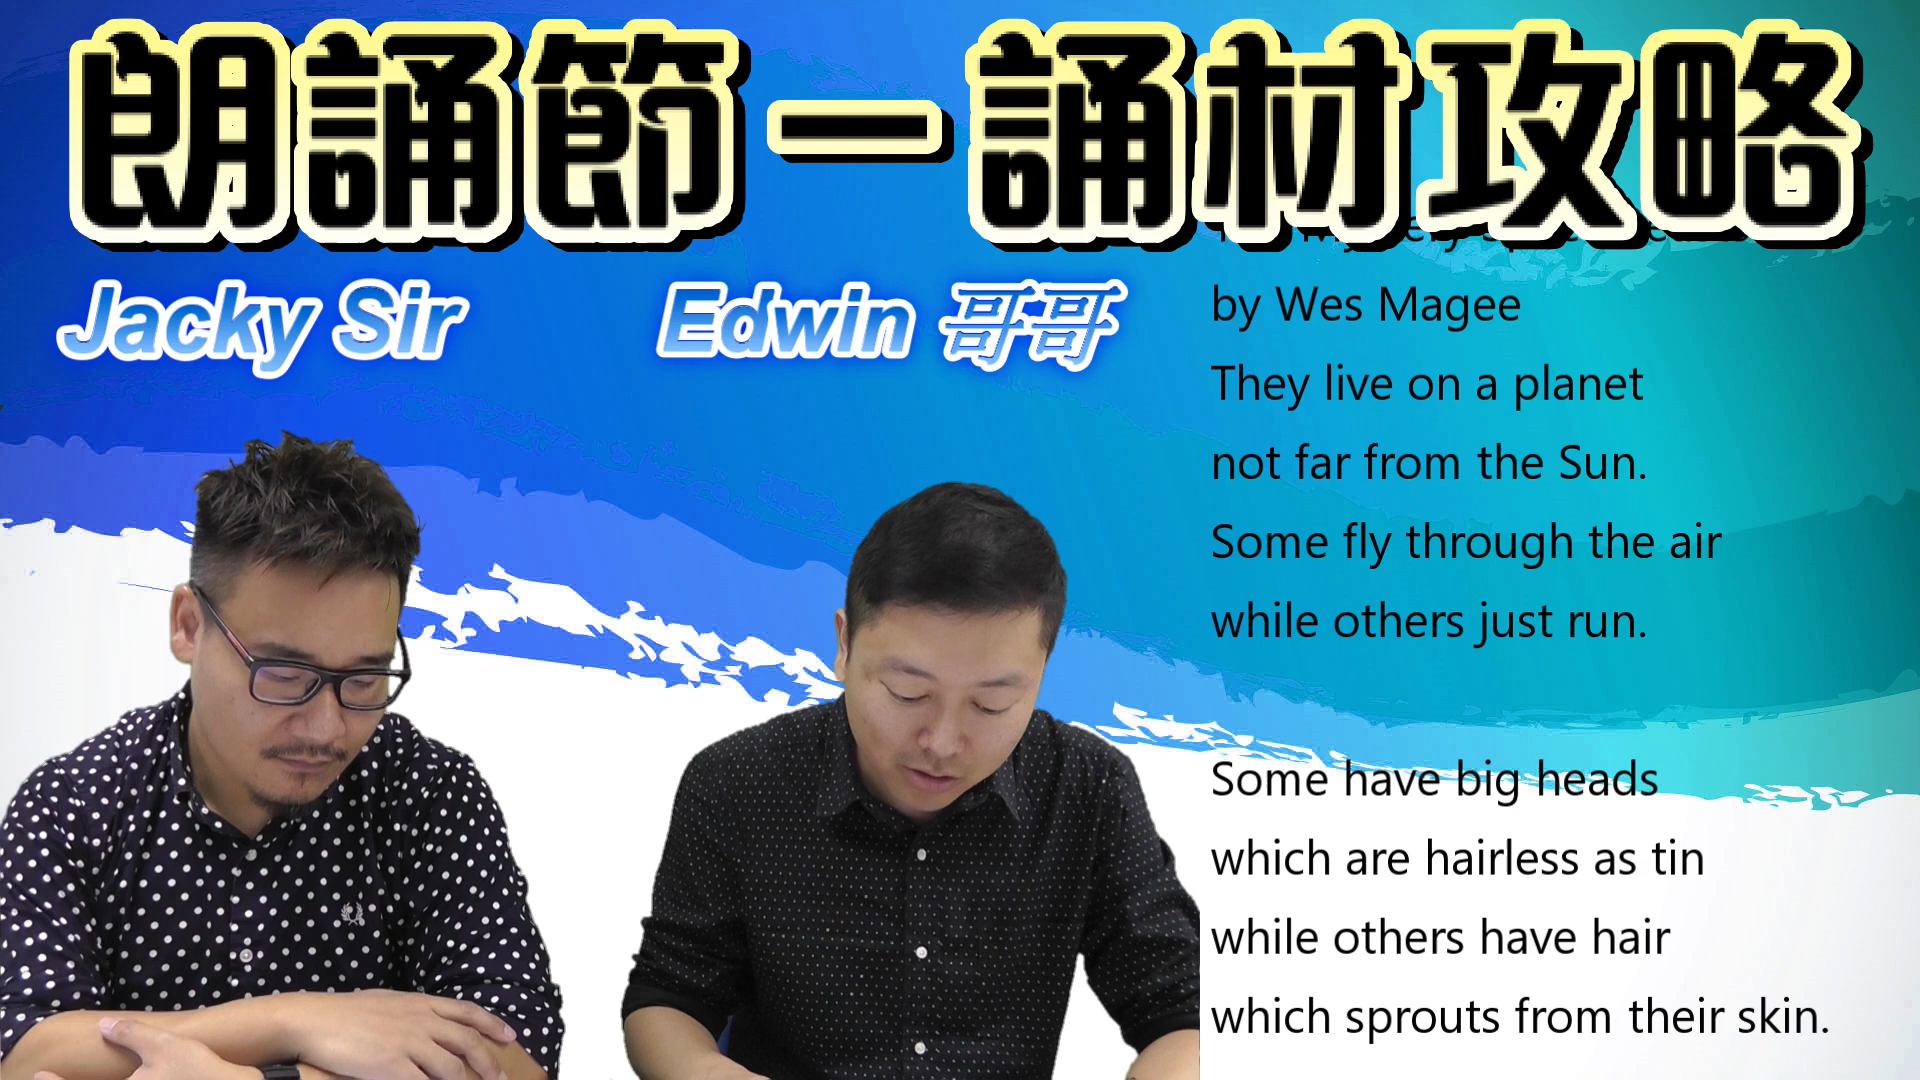 朗誦節－誦材攻略
Jacky Sir
Edwin 哥哥
by Wes Magee
They live on a planet
not far from the Sun.
Some fly through the air
while others just run.
Some have big heads
which are hairless as tin
while others have hair
which sprouts from their skin.